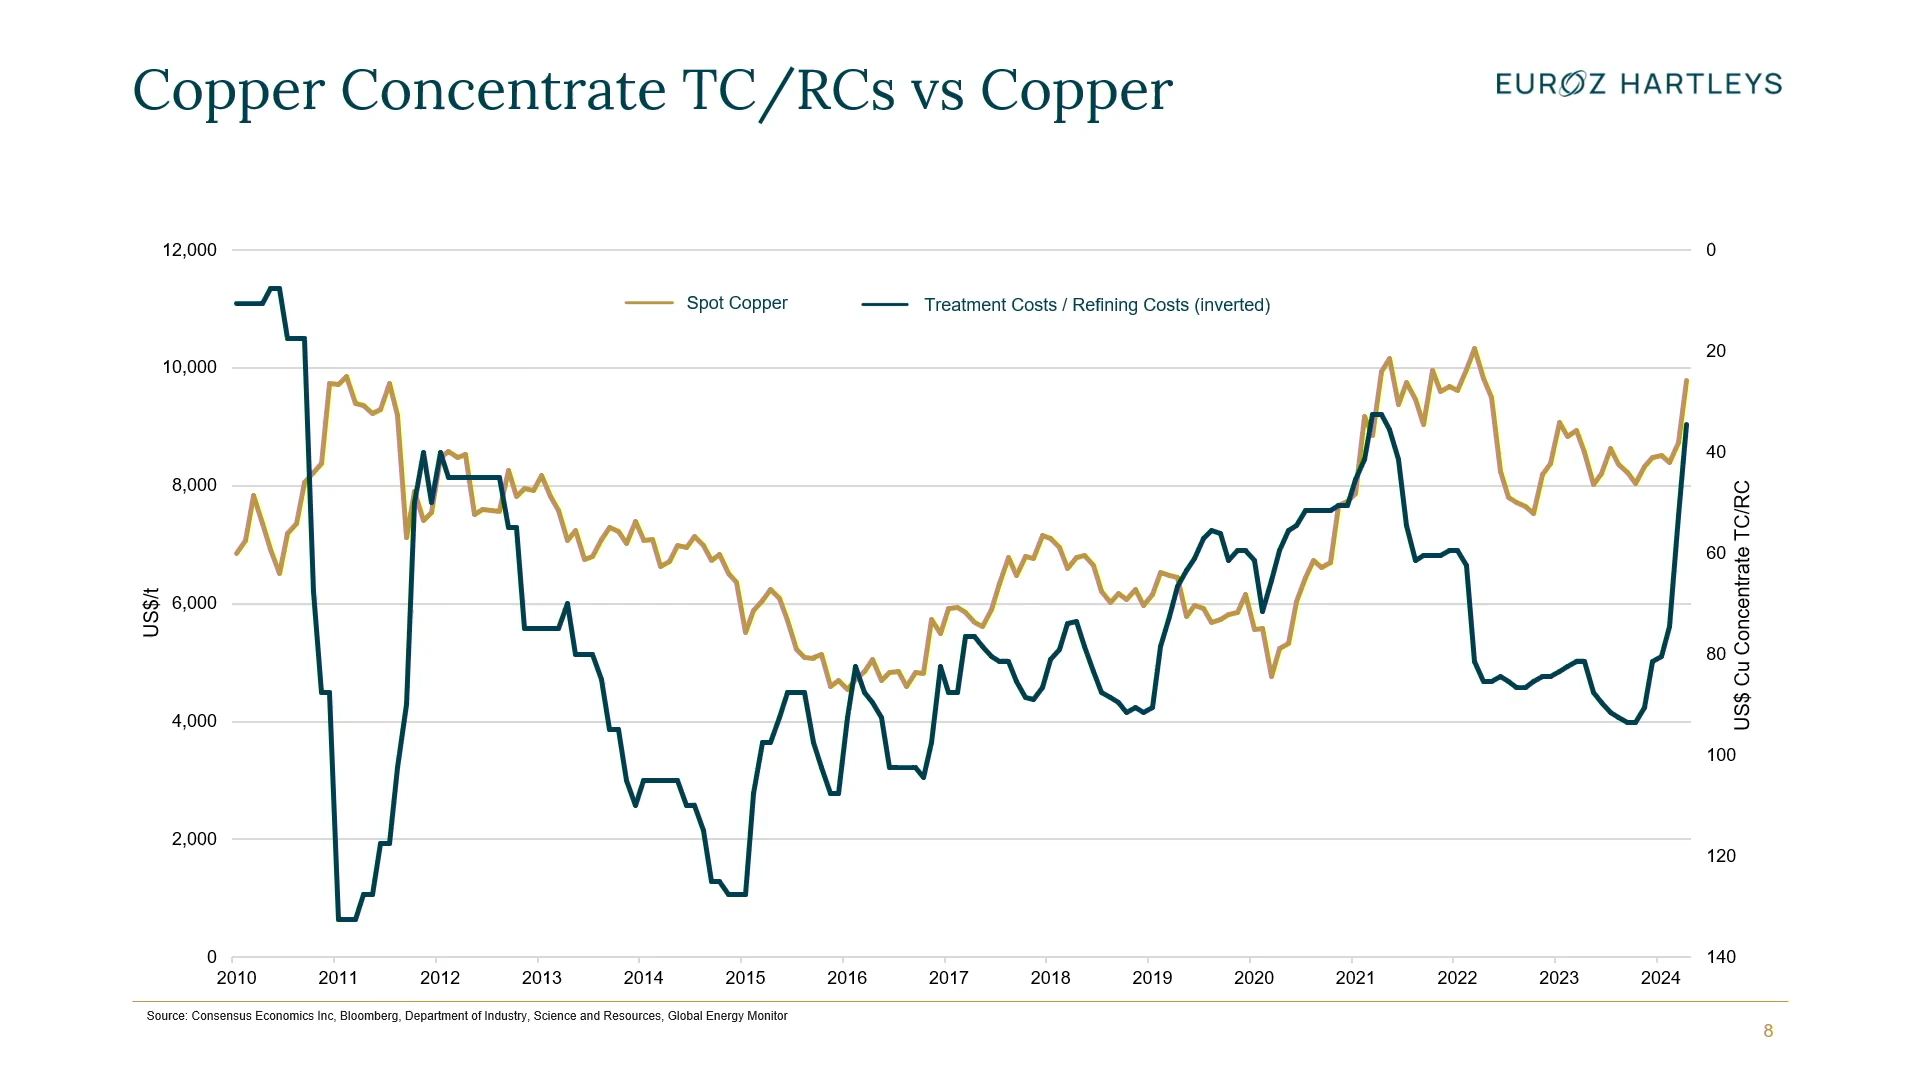 Copper Concentrate TC/RCs vs Copper
EUROZ HARTLEYS
12,000
10,000
8,000
6,000
4,000
2,000
0
US$/t
Spot Copper
Treatment Costs / Refining Costs (inverted)
0
20
40
60
80
100
120
140
US$ Cu Concentrate TC/RC
2010 2011 2012 2013 2014 2015 2016 2017 2018 2019 2020 2021 2022 2023 2024
Source: Consensus Economics Inc, Bloomberg, Department of Industry, Science and Resources, Global Energy Monitor
8